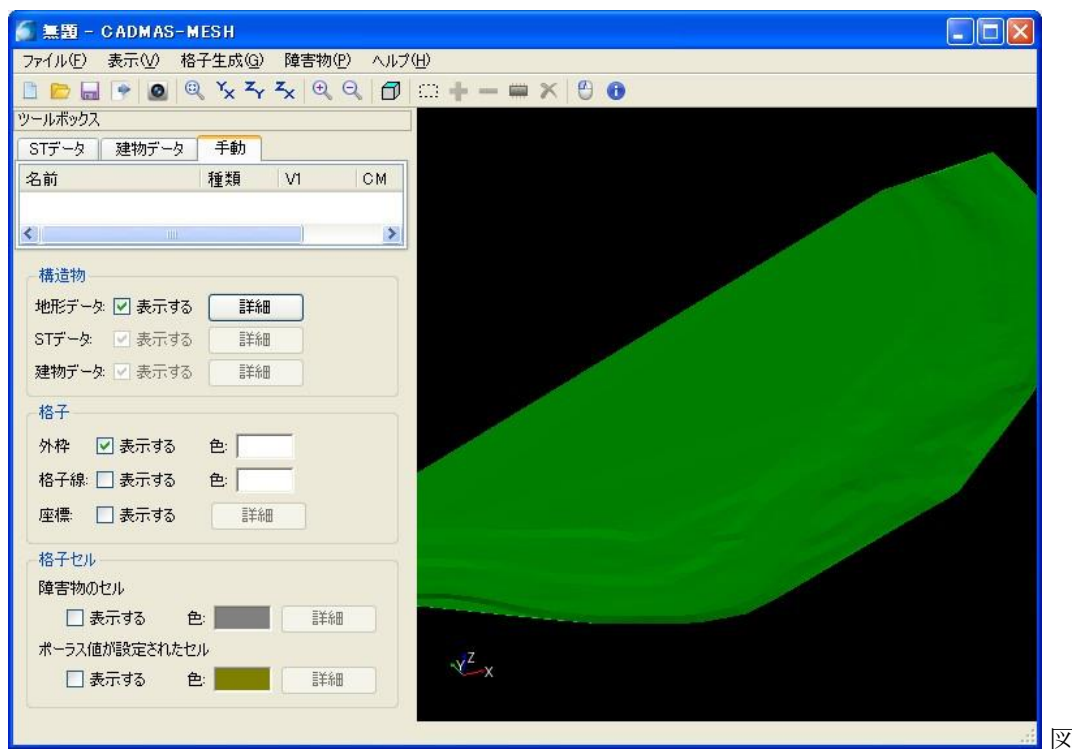 無題 - CADMAS-MESH
ファイル(F) 表示(V) 格子生成(G) 障害物(P) ヘルプ(H)
ツールボックス
STデータ 建物データ 手動
名前 種類 V1 CM
構造物
地形データ: 表示する 詳細
STデータ: 表示する 詳細
建物データ: 表示する 詳細
格子
外枠 表示する 色:
格子線: 表示する 色:
座標: 表示する 詳細
格子セル
障害物のセル
表示する 色: 詳細
ポーラス値が設定されたセル
表示する 色: 詳細
Z
Y
X
図